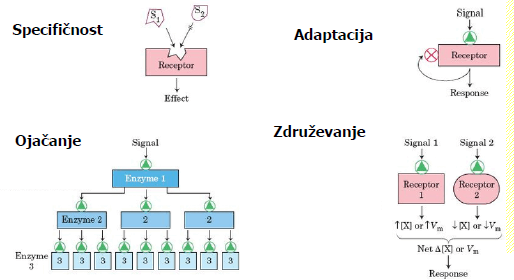 Specifičnost
S1
S2
Receptor
Effect
Adaptacija
Signal
Receptor
Response
Ojačanje
Signal
Enzyme 1
Enzyme 2
2
2
Enzyme
3
3
3
3
3
3
3
3
3
3
Združevanje
Signal 1
Signal 2
Receptor
1
Receptor
2
↑[X] or ↑Vm
↓[X] or ↓Vm
Net Δ[X] or Vm
Response